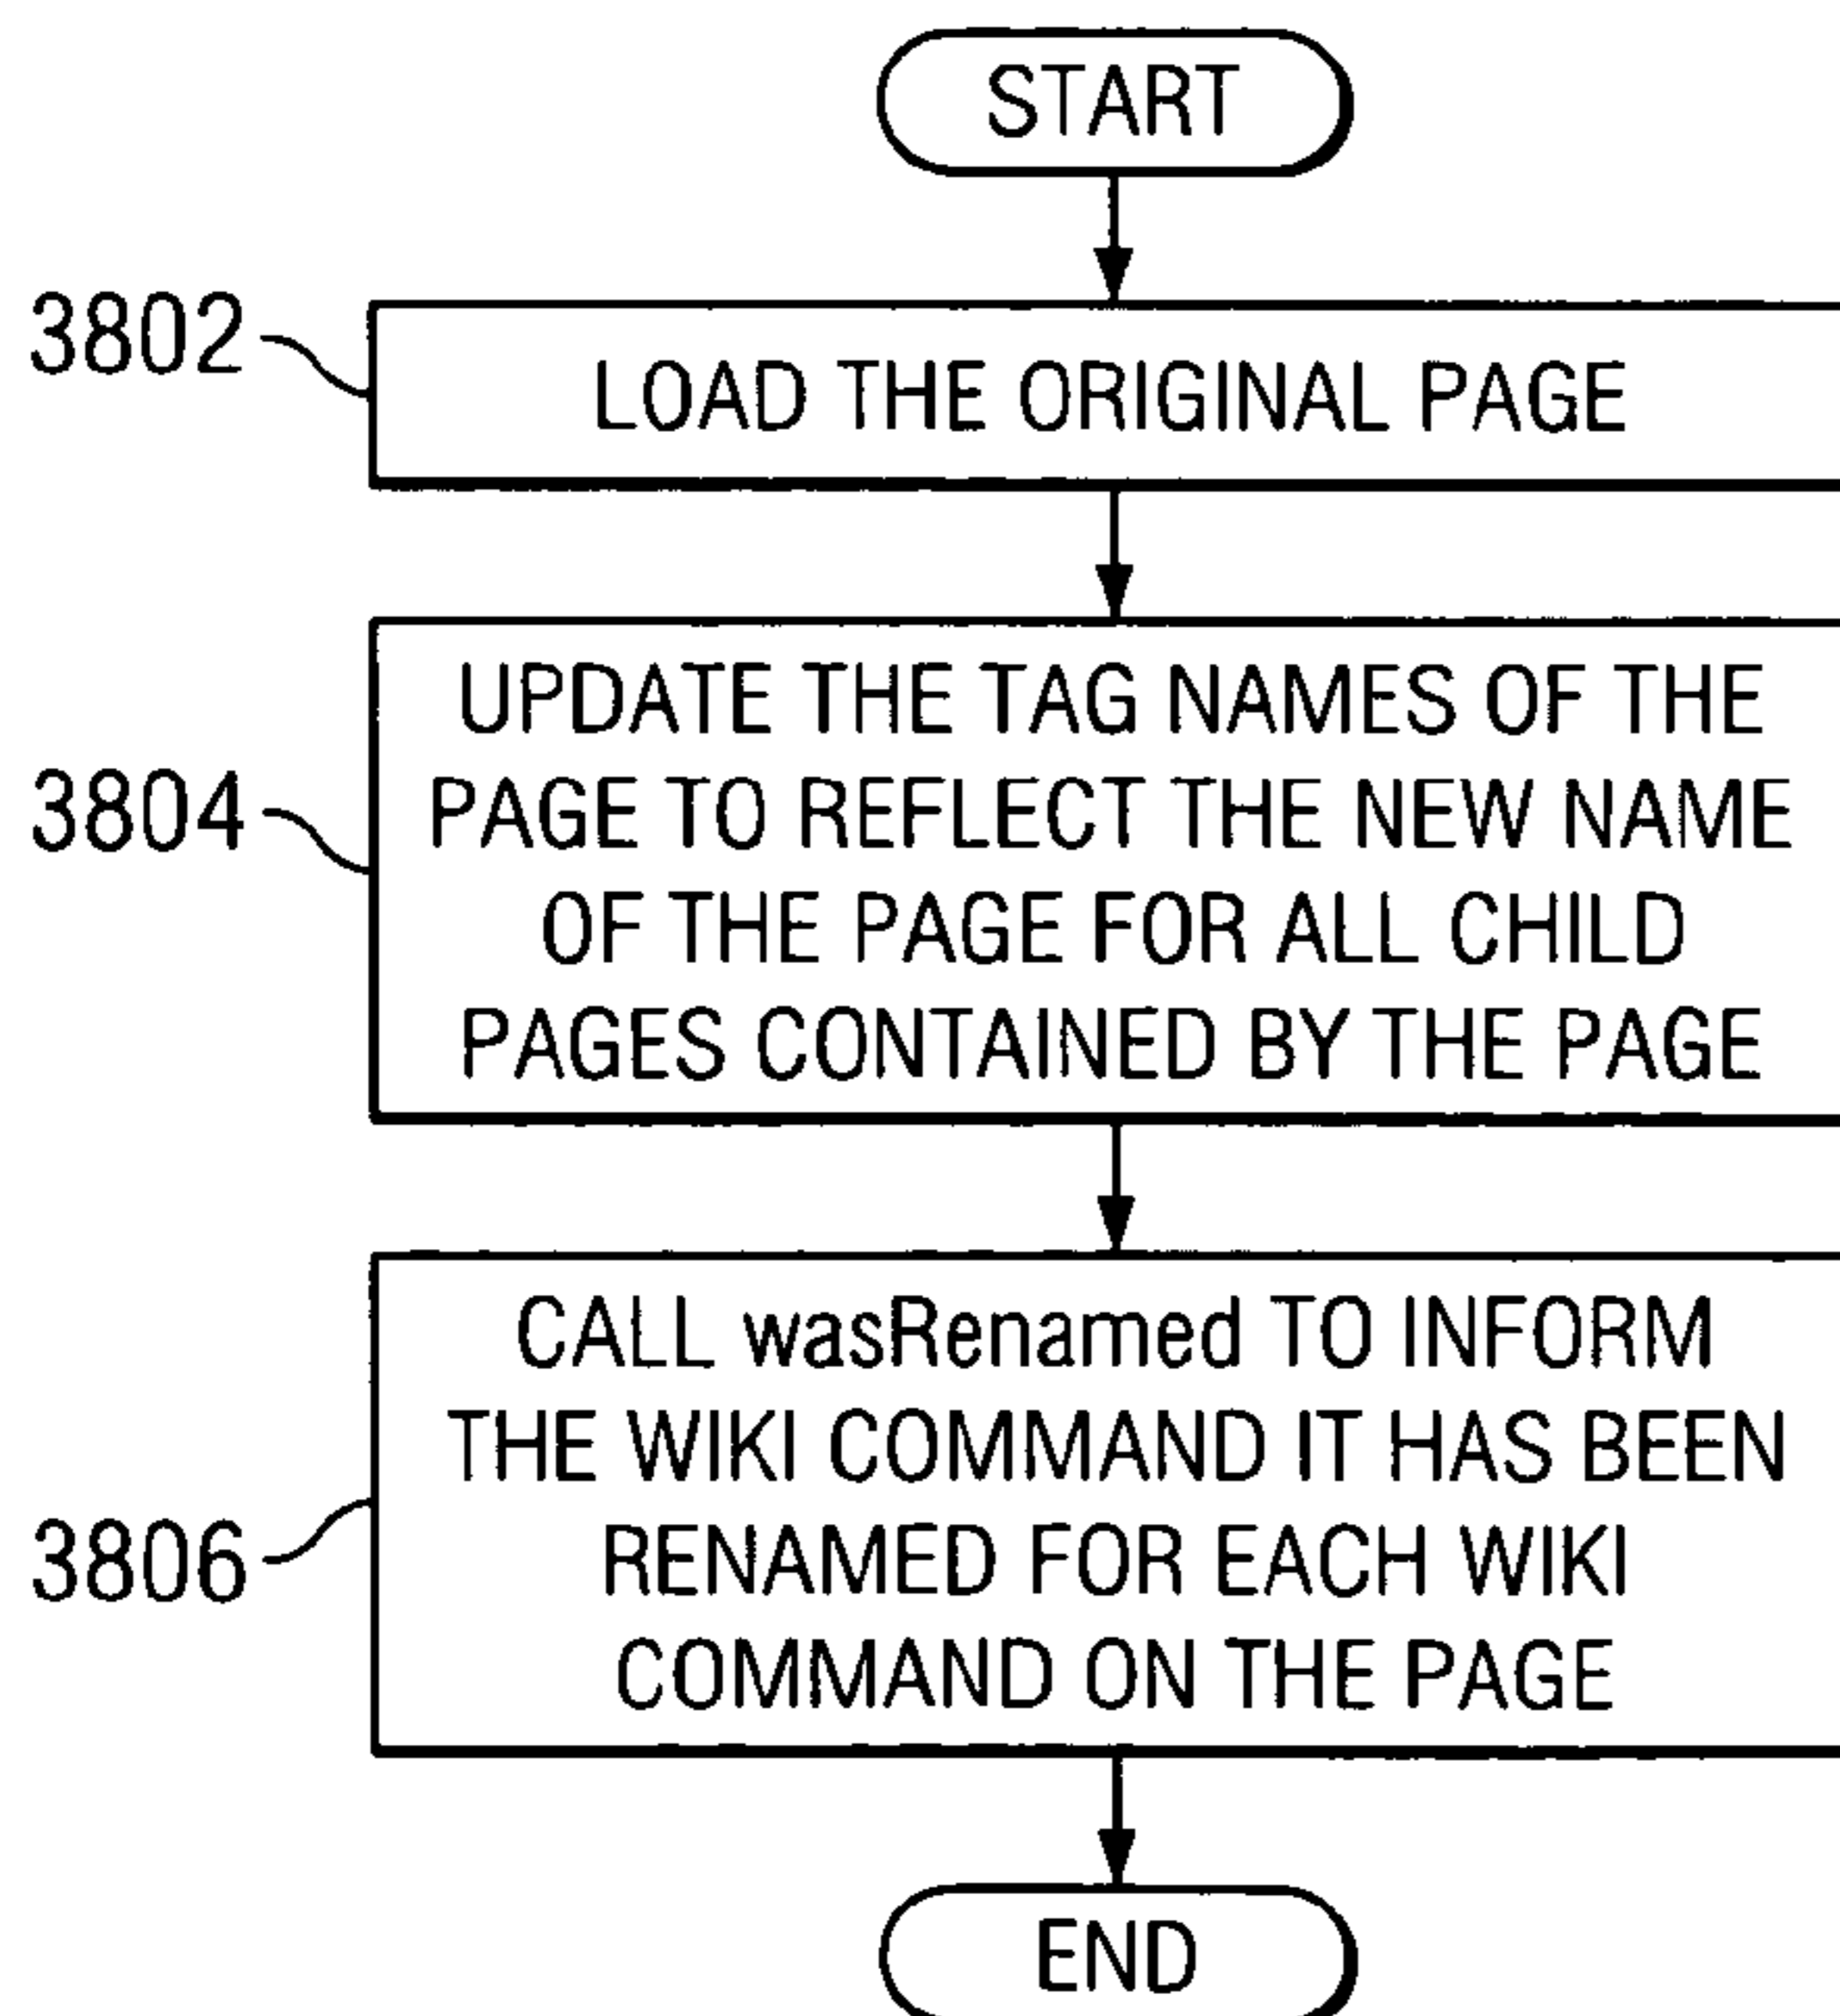 START
3802
LOAD THE ORIGINAL PAGE
3804
UPDATE THE TAG NAMES OF THE
PAGE TO REFLECT THE NEW NAME
OF THE PAGE FOR ALL CHILD
PAGES CONTAINED BY THE PAGE
3806
CALL wasRenamed TO INFORM
THE WIKI COMMAND IT HAS BEEN
RENAMED FOR EACH WIKI
COMMAND ON THE PAGE
END